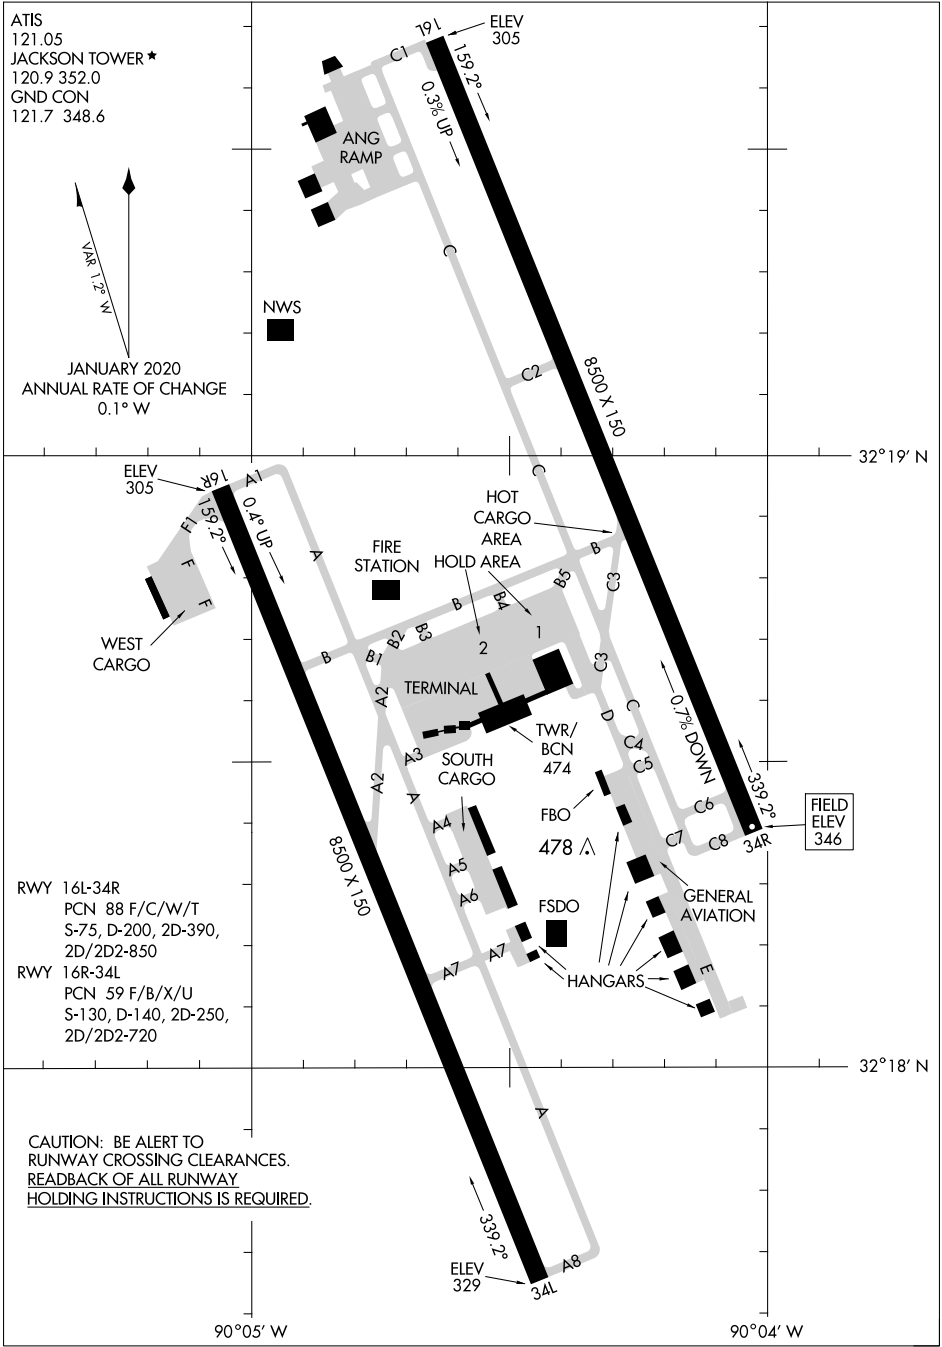 ATIS
121.05
JACKSON TOWER ★
120.9 352.0
GND CON
121.7 348.6
16L
ELEV
305
C1
159.2°
0.3% UP
ANG
RAMP
VAR 1.2° W
C
NWS
JANUARY 2020
ANNUAL RATE OF CHANGE
0.1° W
C2
8500 X 150
32°19' N
ELEV
305
16R
A1
C
159.2°
0.4° UP
F1
F
F
A
HOT
CARGO
AREA
HOLD AREA
FIRE
STATION
B
B5
C3
B
B4
B3
B2
B1
B
1
2
WEST
CARGO
C3
A2
TERMINAL
D
C
0.7% DOWN
TWR/
BCN
474
C4
C5
A3
SOUTH
CARGO
A2
A
339.2°
FBO
C6
FIELD
ELEV
346
478
A4
C7
C8
34R
8500 X 150
A5
A6
GENERAL
AVIATION
FSDO
RWY 16L-34R
PCN 88 F/C/W/T
S-75, D-200, 2D-390,
2D/2D2-850
RWY 16R-34L
PCN 59 F/B/X/U
S-130, D-140, 2D-250,
2D/2D2-720
A7
A7
HANGARS
E
32°18' N
A
CAUTION: BE ALERT TO
RUNWAY CROSSING CLEARANCES.
READBACK OF ALL RUNWAY
HOLDING INSTRUCTIONS IS REQUIRED.
339.2°
A8
ELEV
329
34L
90°05' W
90°04' W